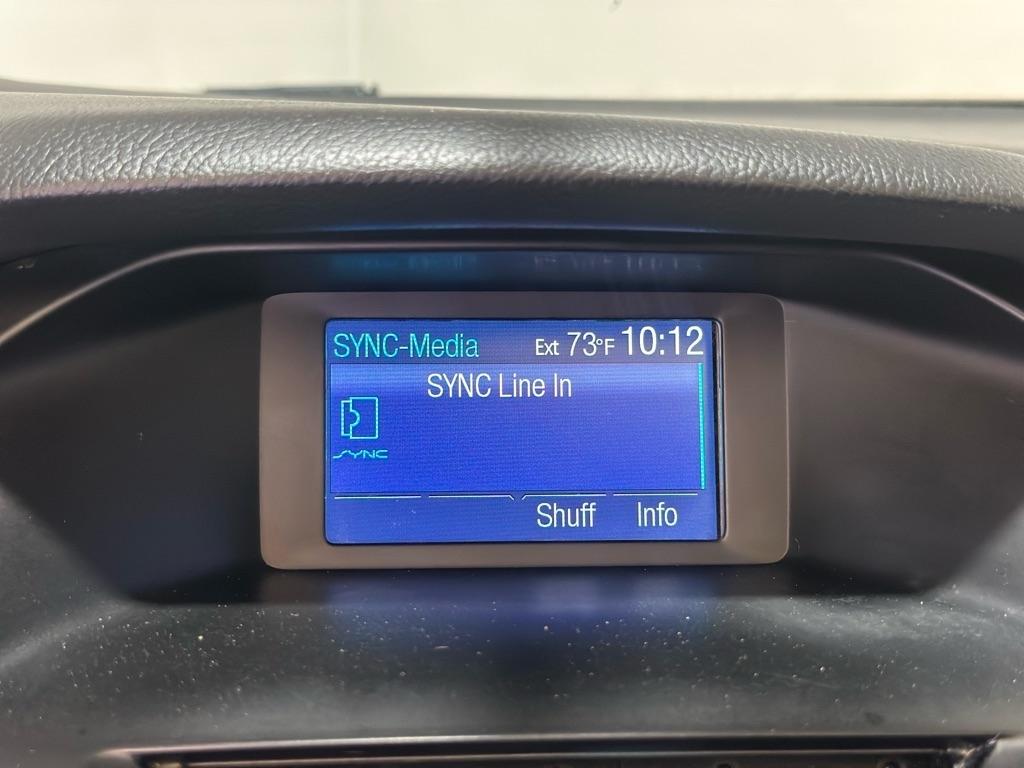 SYNC-Media Ext 73°F 10:12
SYNC Line In
SYNC
Shuff Info